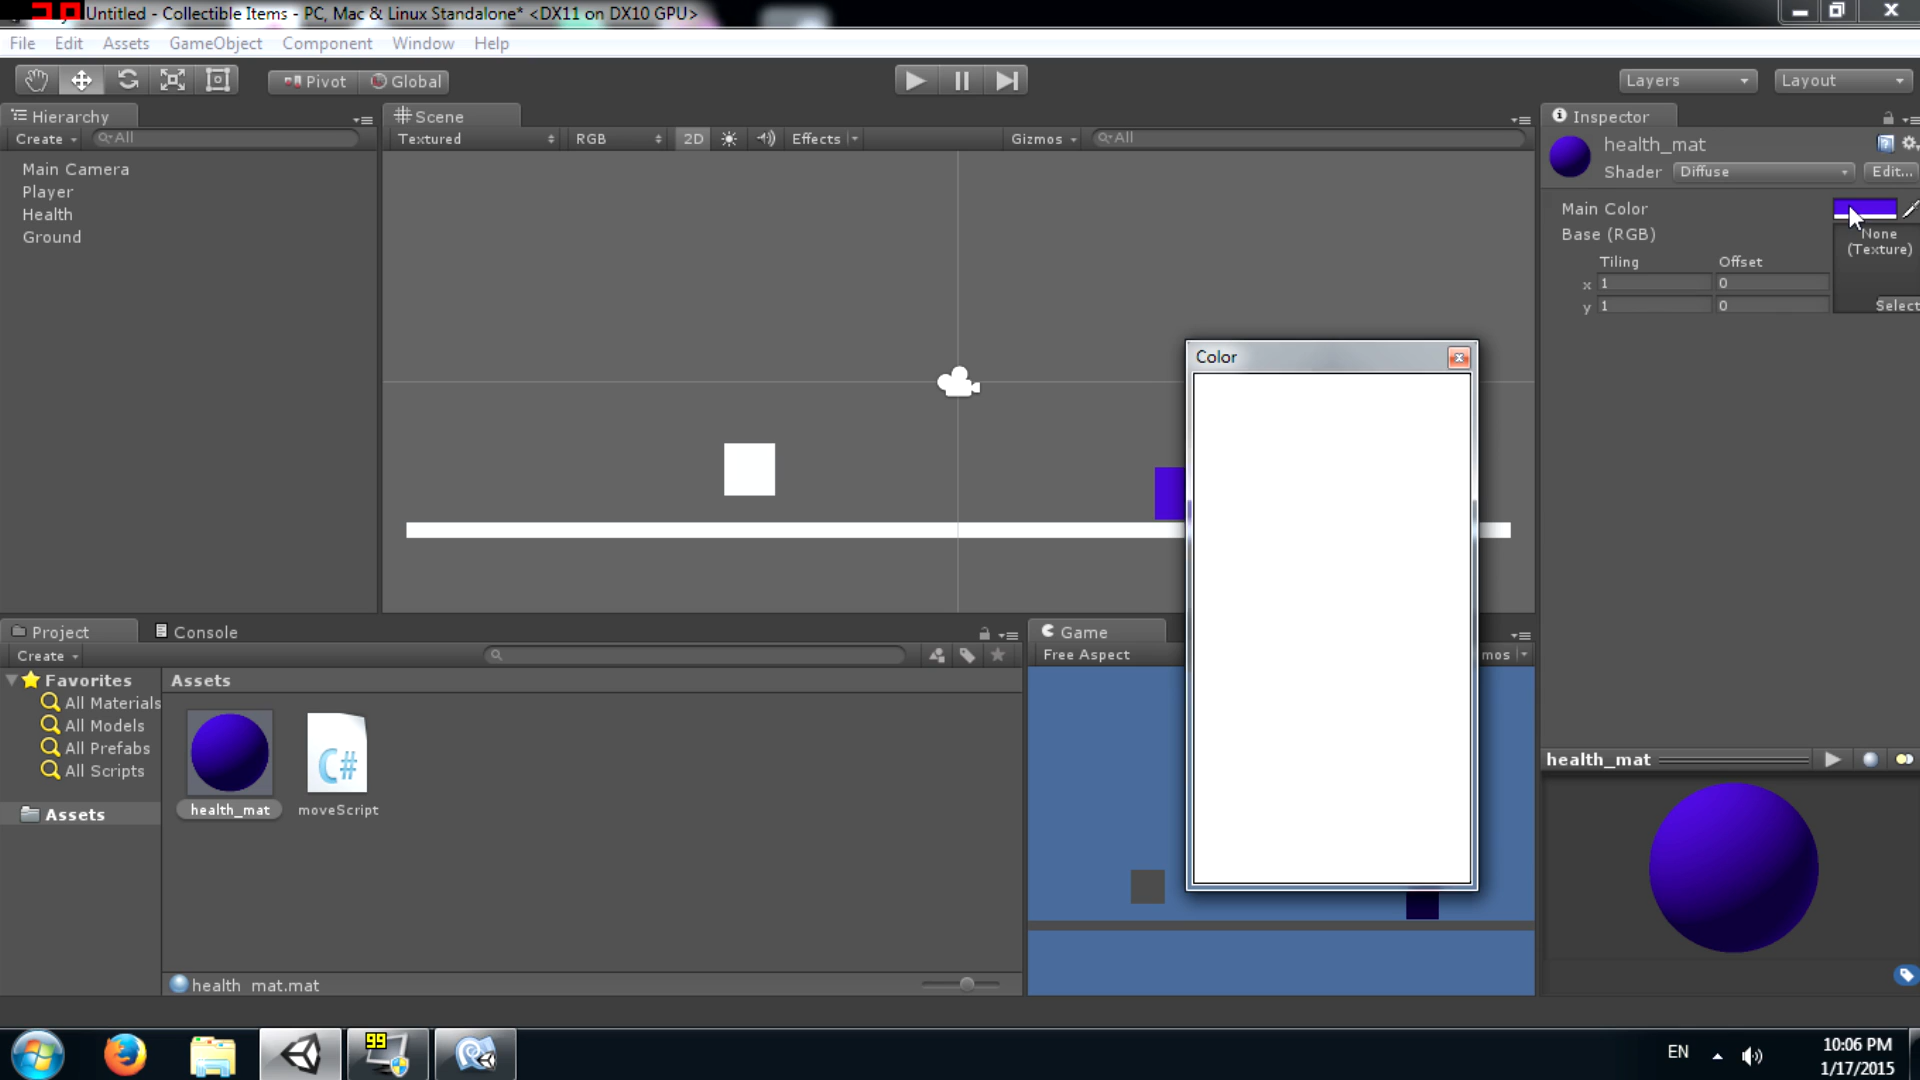 Untitled - Collectible Items - PC, Mac & Linux Standalone* <DX11 on DX10 GPU>
File Edit Assets GameObject Component Window Help
Pivot Global Layers Layout
Hierarchy
Create All
Main Camera
Player
Health
Ground
Scene
Textured RGB 2D Effects Gizmos All
Inspector
health_mat
Shader Diffuse Edit...
Main Color
Base (RGB)
None
(Texture)
Tiling Offset
x 1 0
y 1 0
Select
Color
Project Console
Create
Favorites
All Materials
All Models
All Prefabs
All Scripts
Assets
Assets
health_mat moveScript
C#
health_mat.mat
Game
Free Aspect mos
health_mat
99
EN
10:06 PM
1/17/2015